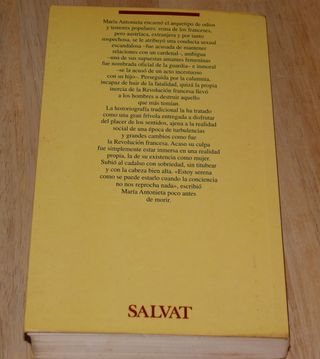 María Antonieta encarnó el arquetipo de odios
y temores populares: reina de los franceses,
pero austríaca, extranjera y por tanto
sospechosa, se le atribuyó una conducta sexual
escandalosa –fue acusada de mantener
relaciones con un cardenal–, ambigua
–una de sus supuestas amantes femeninas
fue nombrada oficial de la guardia– e inmoral
–se la acusó de un acto incestuoso
con su hijo–. Perseguida por la calumnia,
incapaz de huir de la fatalidad, quizá la propia
inercia de la Revolución francesa llevó
a los hombres a destruir aquello
que más temían.
La historiografía tradicional la ha tratado
como una gran frívola entregada a disfrutar
del placer de los sentidos, ajena a la realidad
social de una época de turbulencias
y grandes cambios como fue
la Revolución francesa. Acaso su culpa
fue simplemente estar inmersa en una realidad
propia, la de su existencia como mujer.
Subió al cadalso con sobriedad, sin titubear
y con la cabeza bien alta. «Estoy serena
como se puede estarlo cuando la conciencia
no nos reprocha nada», escribió
María Antonieta poco antes
de morir.
SALVAT